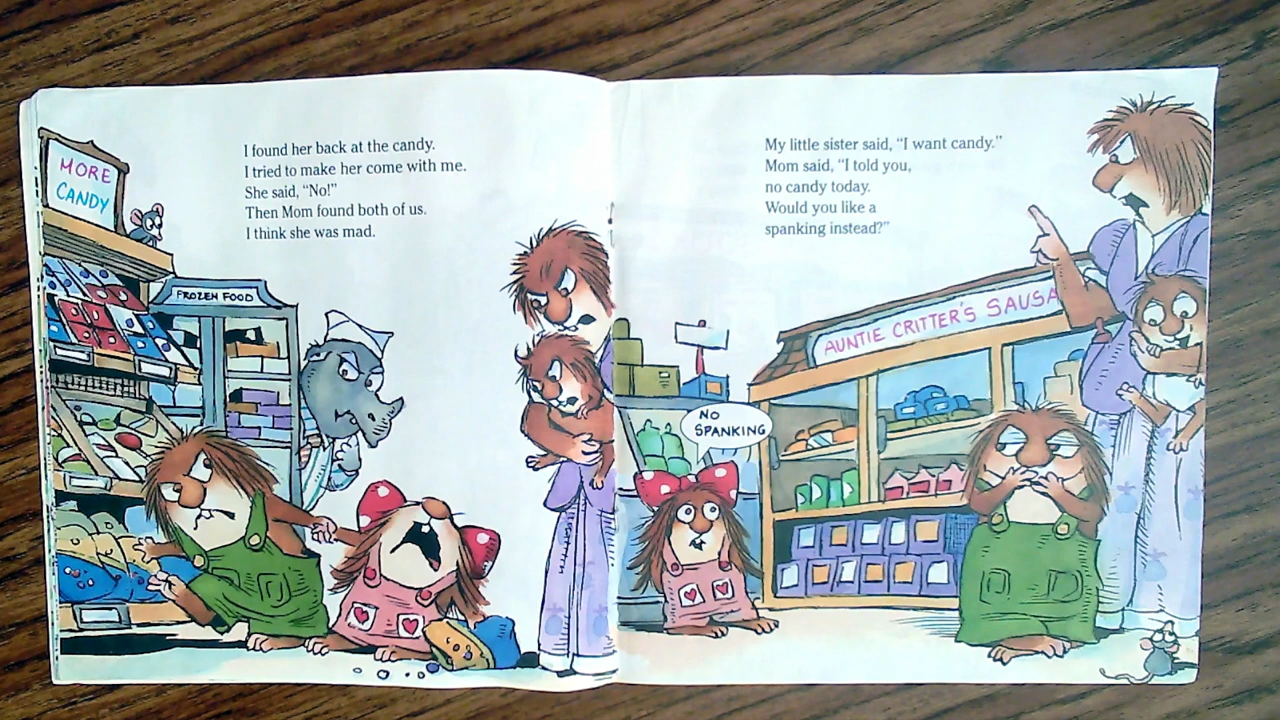 I found her back at the candy.
I tried to make her come with me.
She said, “No!”
Then Mom found both of us.
I think she was mad.
MORE
CANDY
FROZEN FOOD
My little sister said, “I want candy.”
Mom said, “I told you,
no candy today.
Would you like a
spanking instead?”
AUNTIE CRITTER'S SAUSA
NO
SPANKING